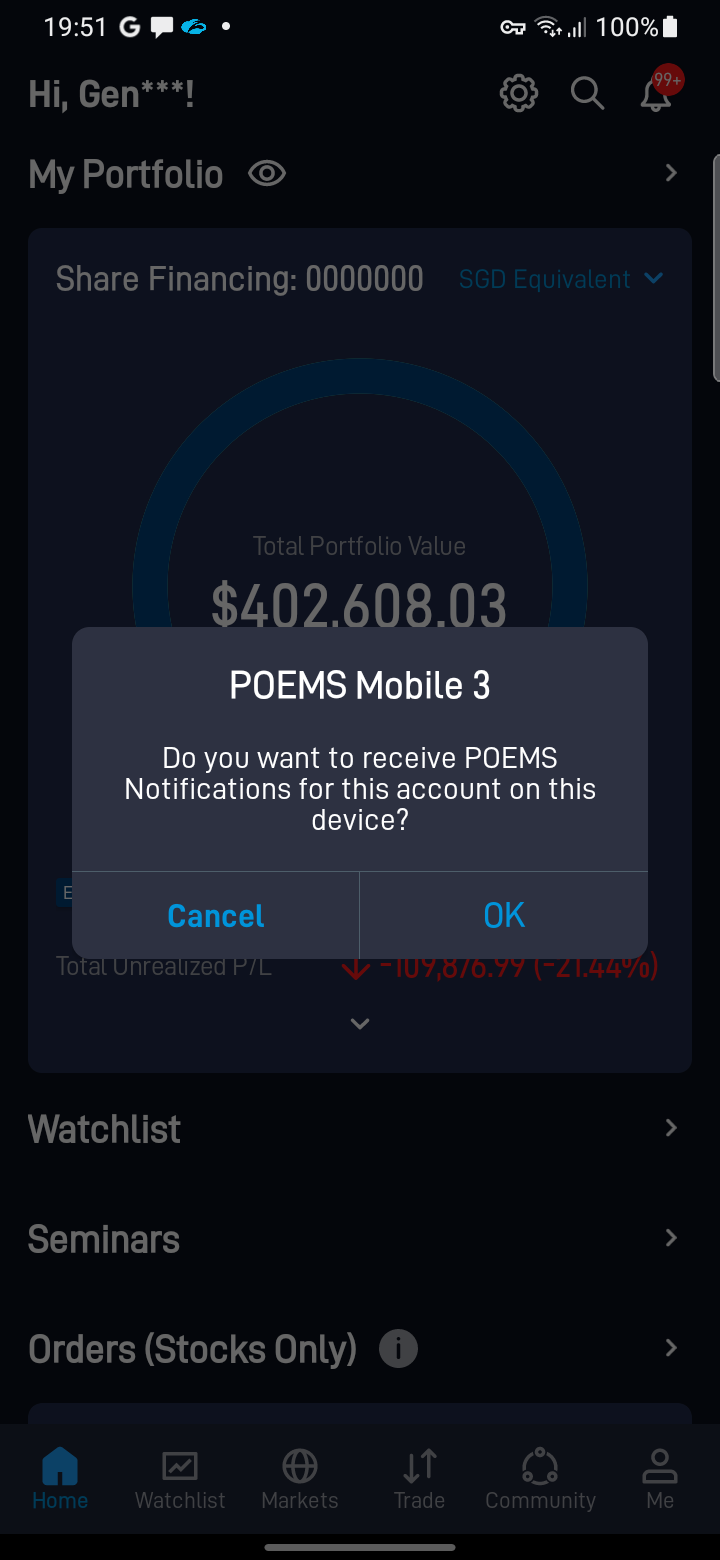 19:51
100%
Hi, Gen***!
99+
My Portfolio
Share Financing: 0000000
SGD Equivalent
Total Portfolio Value
$402,608.03
POEMS Mobile 3
Do you want to receive POEMS
Notifications for this account on this
device?
E
Cancel
OK
Total Unrealized P/L
-109,876.99 (-21.44%)
Watchlist
Seminars
Orders (Stocks Only)
Home
Watchlist
Markets
Trade
Community
Me